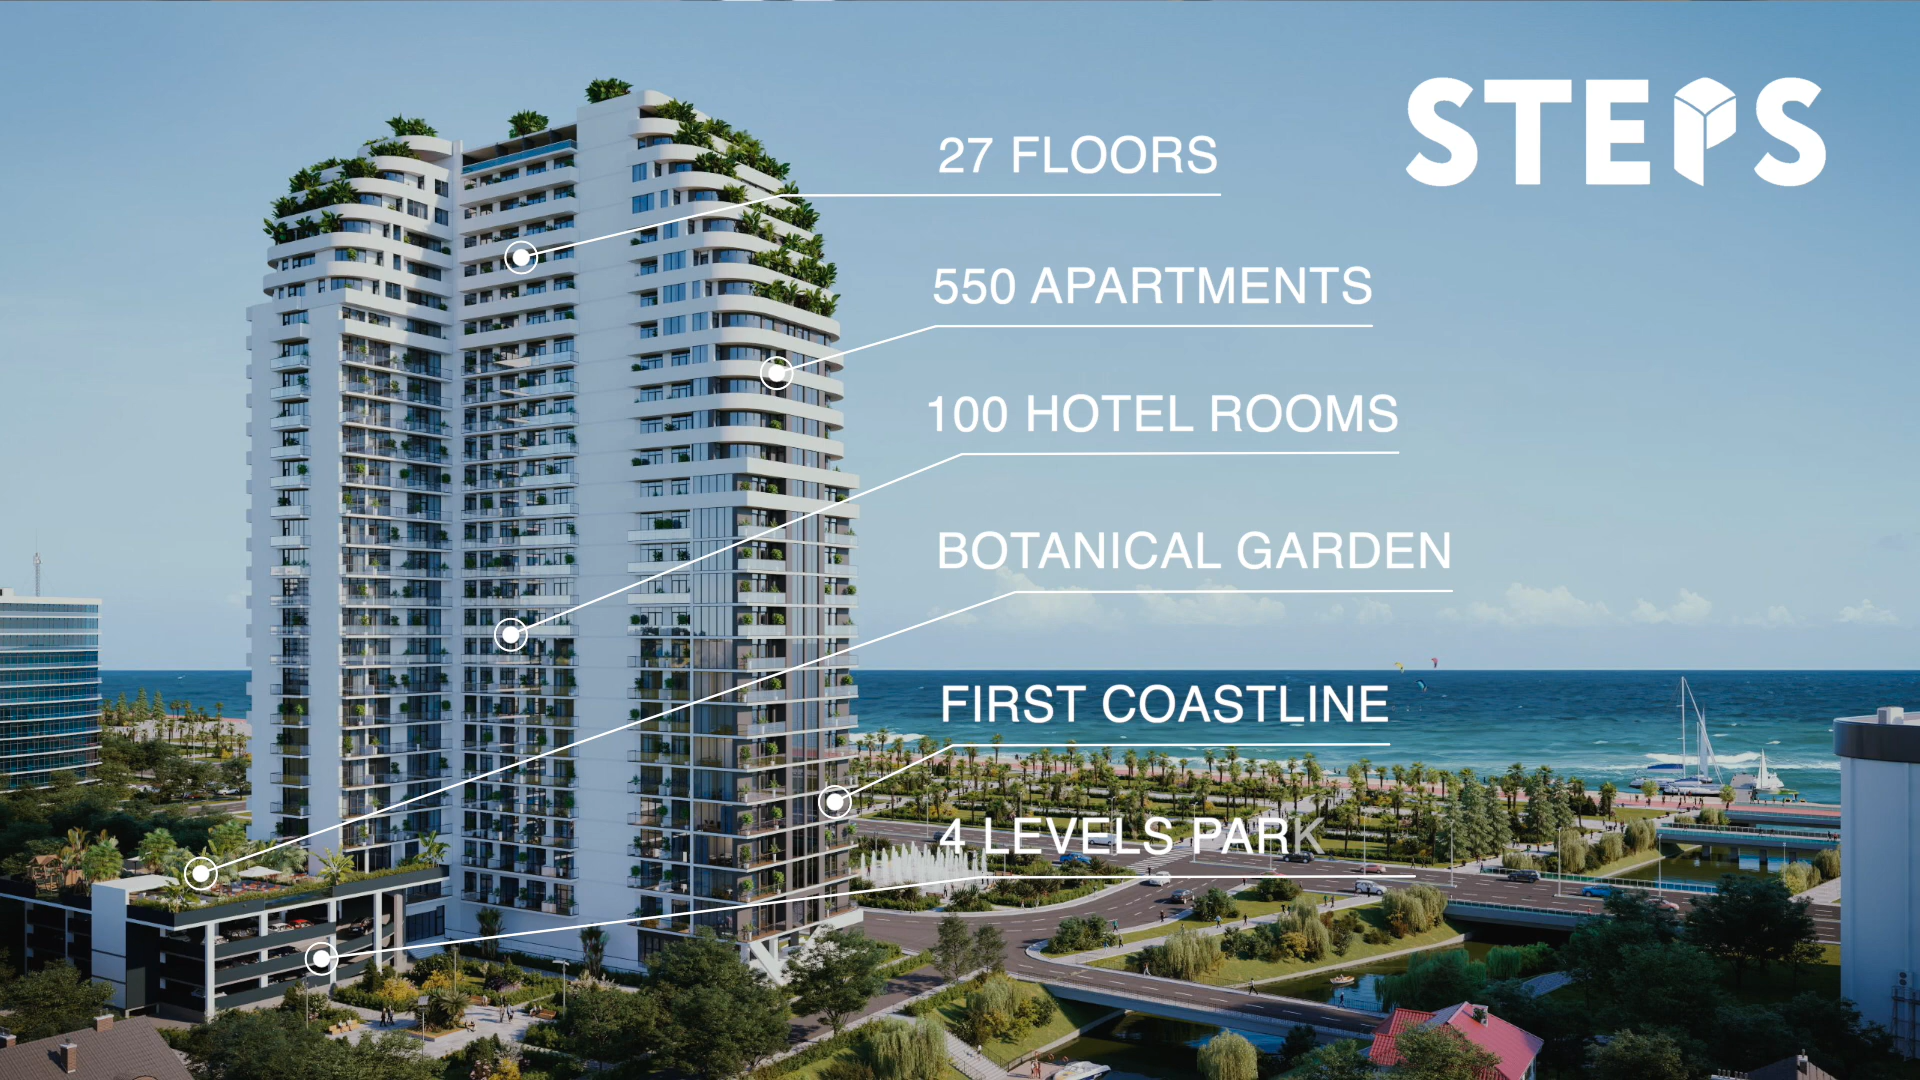 STEPS
27 FLOORS
550 APARTMENTS
100 HOTEL ROOMS
BOTANICAL GARDEN
FIRST COASTLINE
4 LEVELS PARK